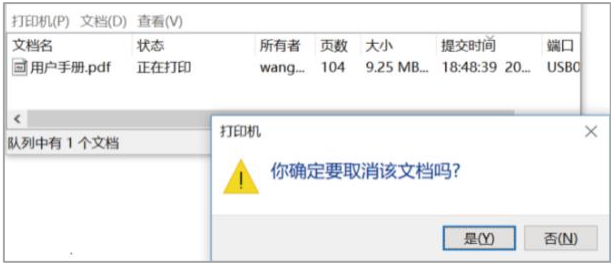 打印机(P) 文档(D) 查看(V)
文档名 状态 所有者 页数 大小 提交时间 端口
用户手册.pdf 正在打印 wang... 104 9.25 MB... 18:48:39 20... USB0
队列中有 1 个文档
打印机
你确定要取消该文档吗?
是(Y) 否(N)